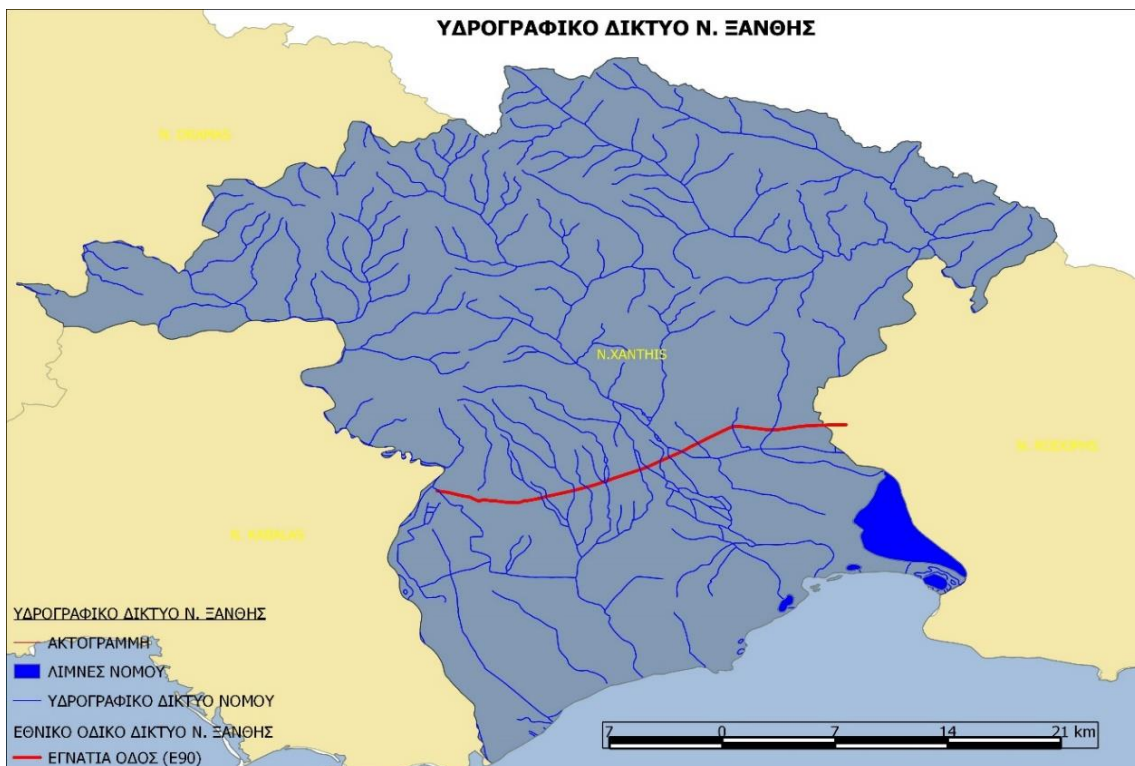 ΥΔΡΟΓΡΑΦΙΚΟ ΔΙΚΤΥΟ Ν. ΞΑΝΘΗΣ
N.XANTHIS
ΥΔΡΟΓΡΑΦΙΚΟ ΔΙΚΤΥΟ Ν. ΞΑΝΘΗΣ
ΑΚΤΟΓΡΑΜΜΗ
ΛΙΜΝΕΣ ΝΟΜΟΥ
ΥΔΡΟΓΡΑΦΙΚΟ ΔΙΚΤΥΟ ΝΟΜΟΥ
ΕΘΝΙΚΟ ΟΔΙΚΟ ΔΙΚΤΥΟ Ν. ΞΑΝΘΗΣ
ΕΓΝΑΤΙΑ ΟΔΟΣ (Ε90)
7 0 7 14 21 km